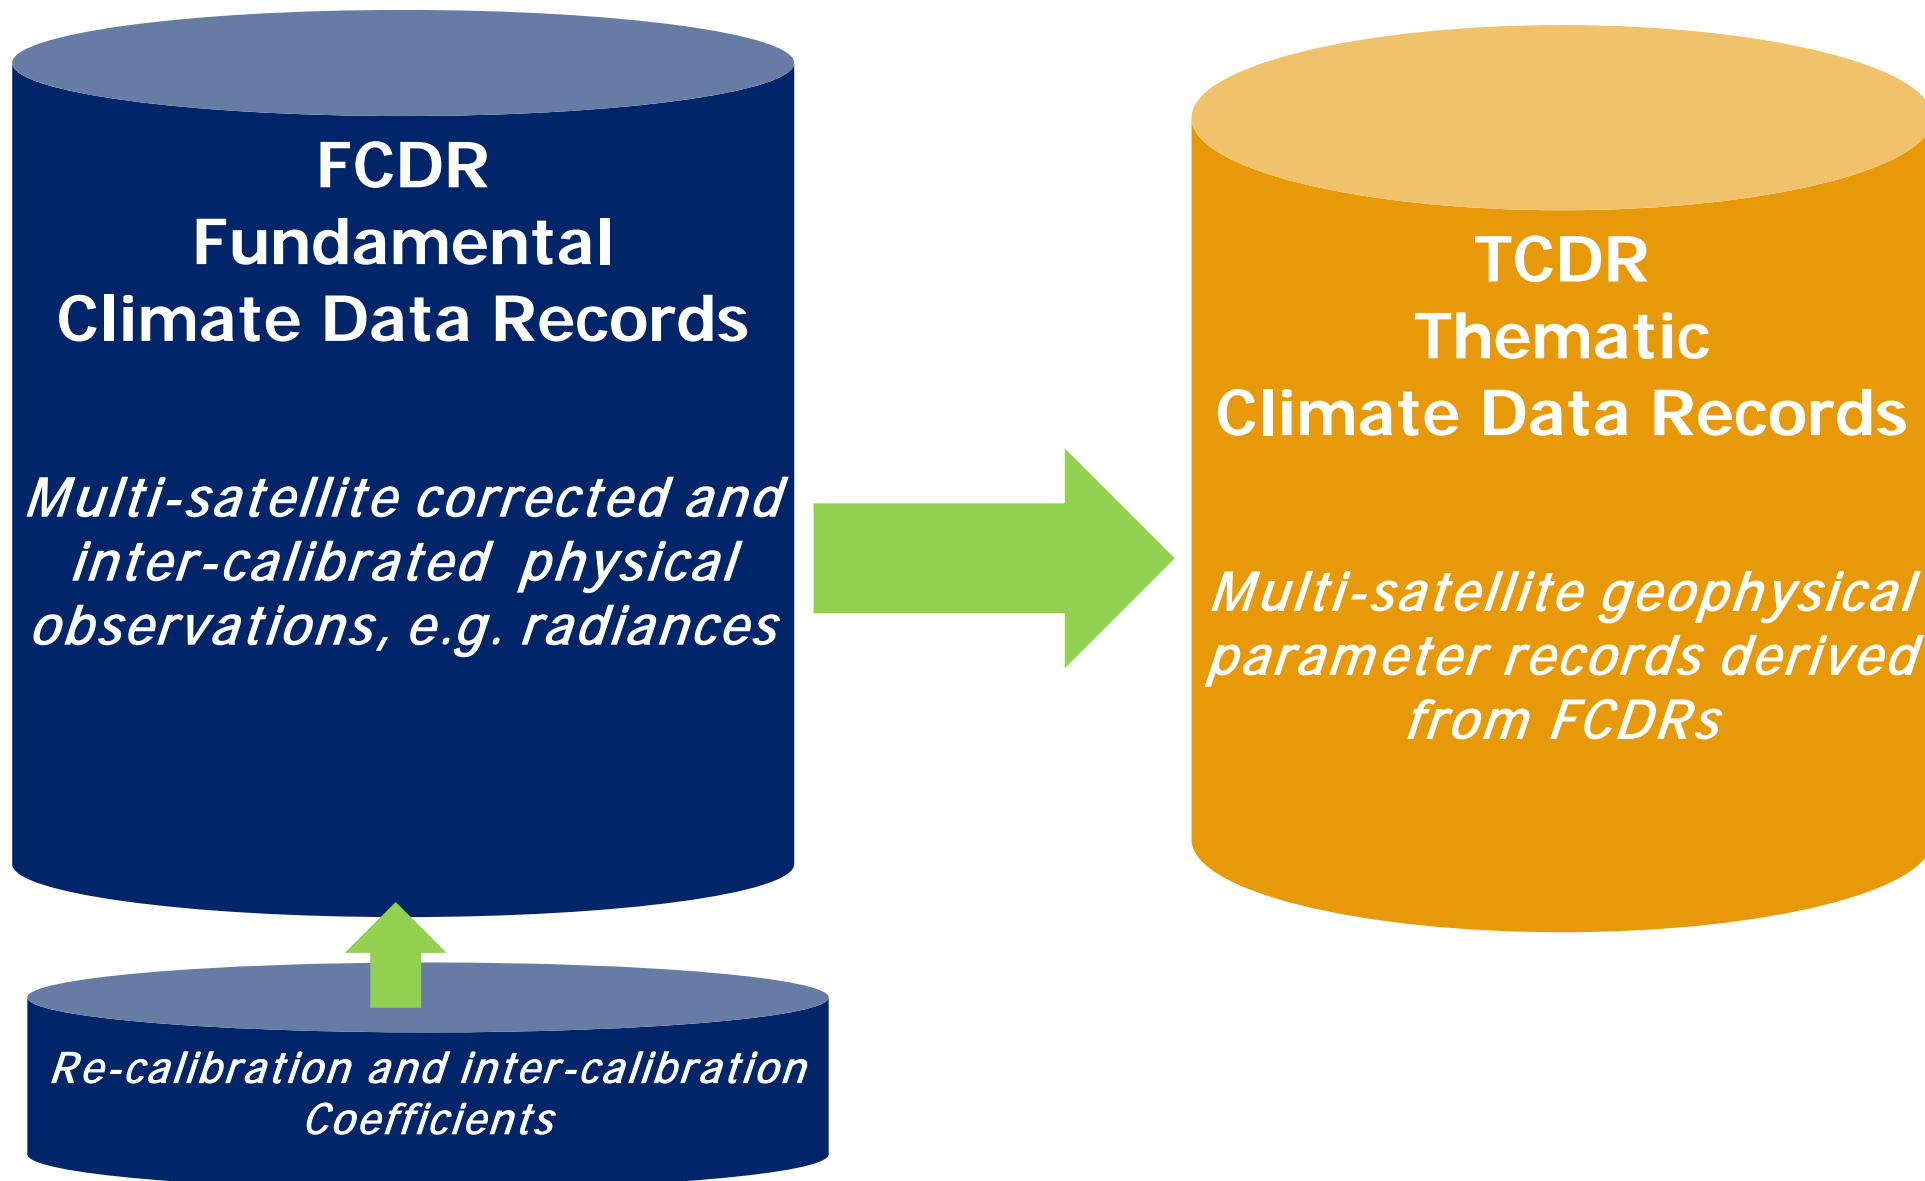 FCDR
Fundamental
Climate Data Records
Multi-satellite corrected and
inter-calibrated physical
observations, e.g. radiances
Re-calibration and inter-calibration
Coefficients
TCDR
Thematic
Climate Data Records
Multi-satellite geophysical
parameter records derived
from FCDRs